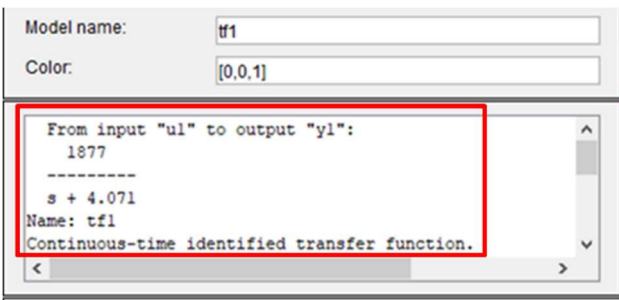 Model name:
tf1
Color:
[0,0,1]
From input "u1" to output "y1":
1877
---------
s + 4.071
Name: tf1
Continuous-time identified transfer function.